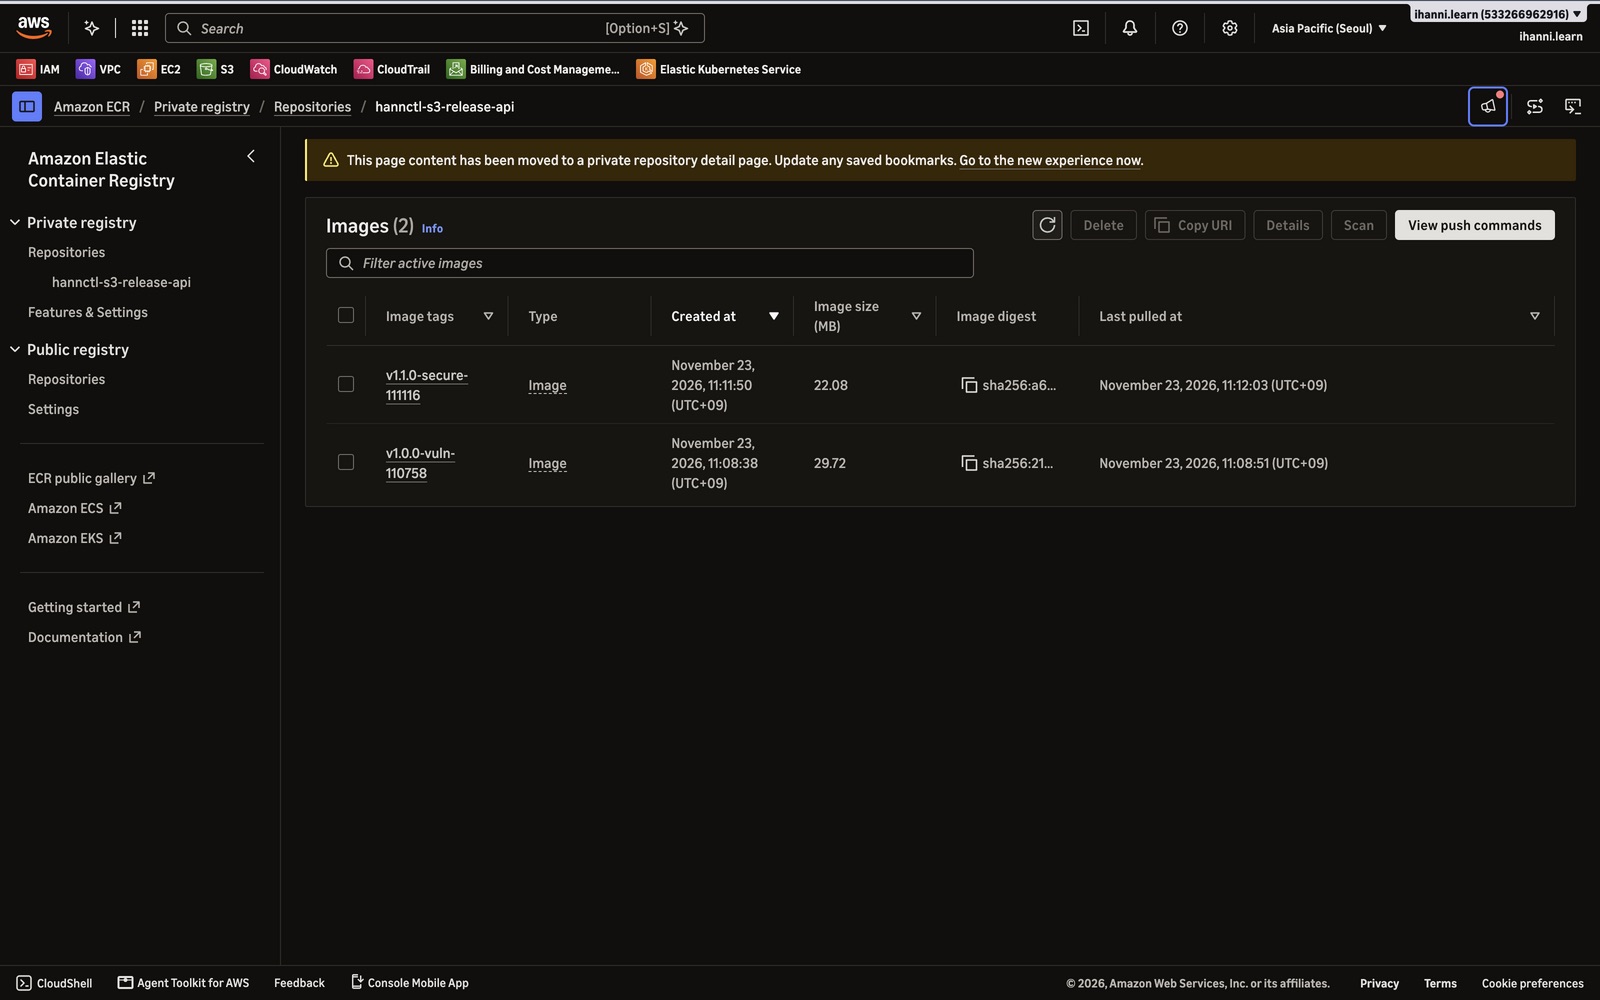 aws
Search
[Option+S]
Asia Pacific (Seoul)
ihanni.learn (533266962916)
ihanni.learn
IAM
VPC
EC2
S3
CloudWatch
CloudTrail
Billing and Cost Manageme...
Elastic Kubernetes Service
Amazon ECR / Private registry / Repositories / hannctl-s3-release-api
Amazon Elastic
Container Registry
Private registry
Repositories
hannctl-s3-release-api
Features & Settings
Public registry
Repositories
Settings
ECR public gallery
Amazon ECS
Amazon EKS
Getting started
Documentation
This page content has been moved to a private repository detail page. Update any saved bookmarks. Go to the new experience now.
Images (2) Info
Delete
Copy URI
Details
Scan
View push commands
Filter active images
Image tags
Type
Created at
Image size
(MB)
Image digest
Last pulled at
v1.1.0-secure-
111116
Image
November 23,
2026, 11:11:50
(UTC+09)
22.08
sha256:a6...
November 23, 2026, 11:12:03 (UTC+09)
v1.0.0-vuln-
110758
Image
November 23,
2026, 11:08:38
(UTC+09)
29.72
sha256:21...
November 23, 2026, 11:08:51 (UTC+09)
CloudShell
Agent Toolkit for AWS
Feedback
Console Mobile App
© 2026, Amazon Web Services, Inc. or its affiliates.
Privacy
Terms
Cookie preferences